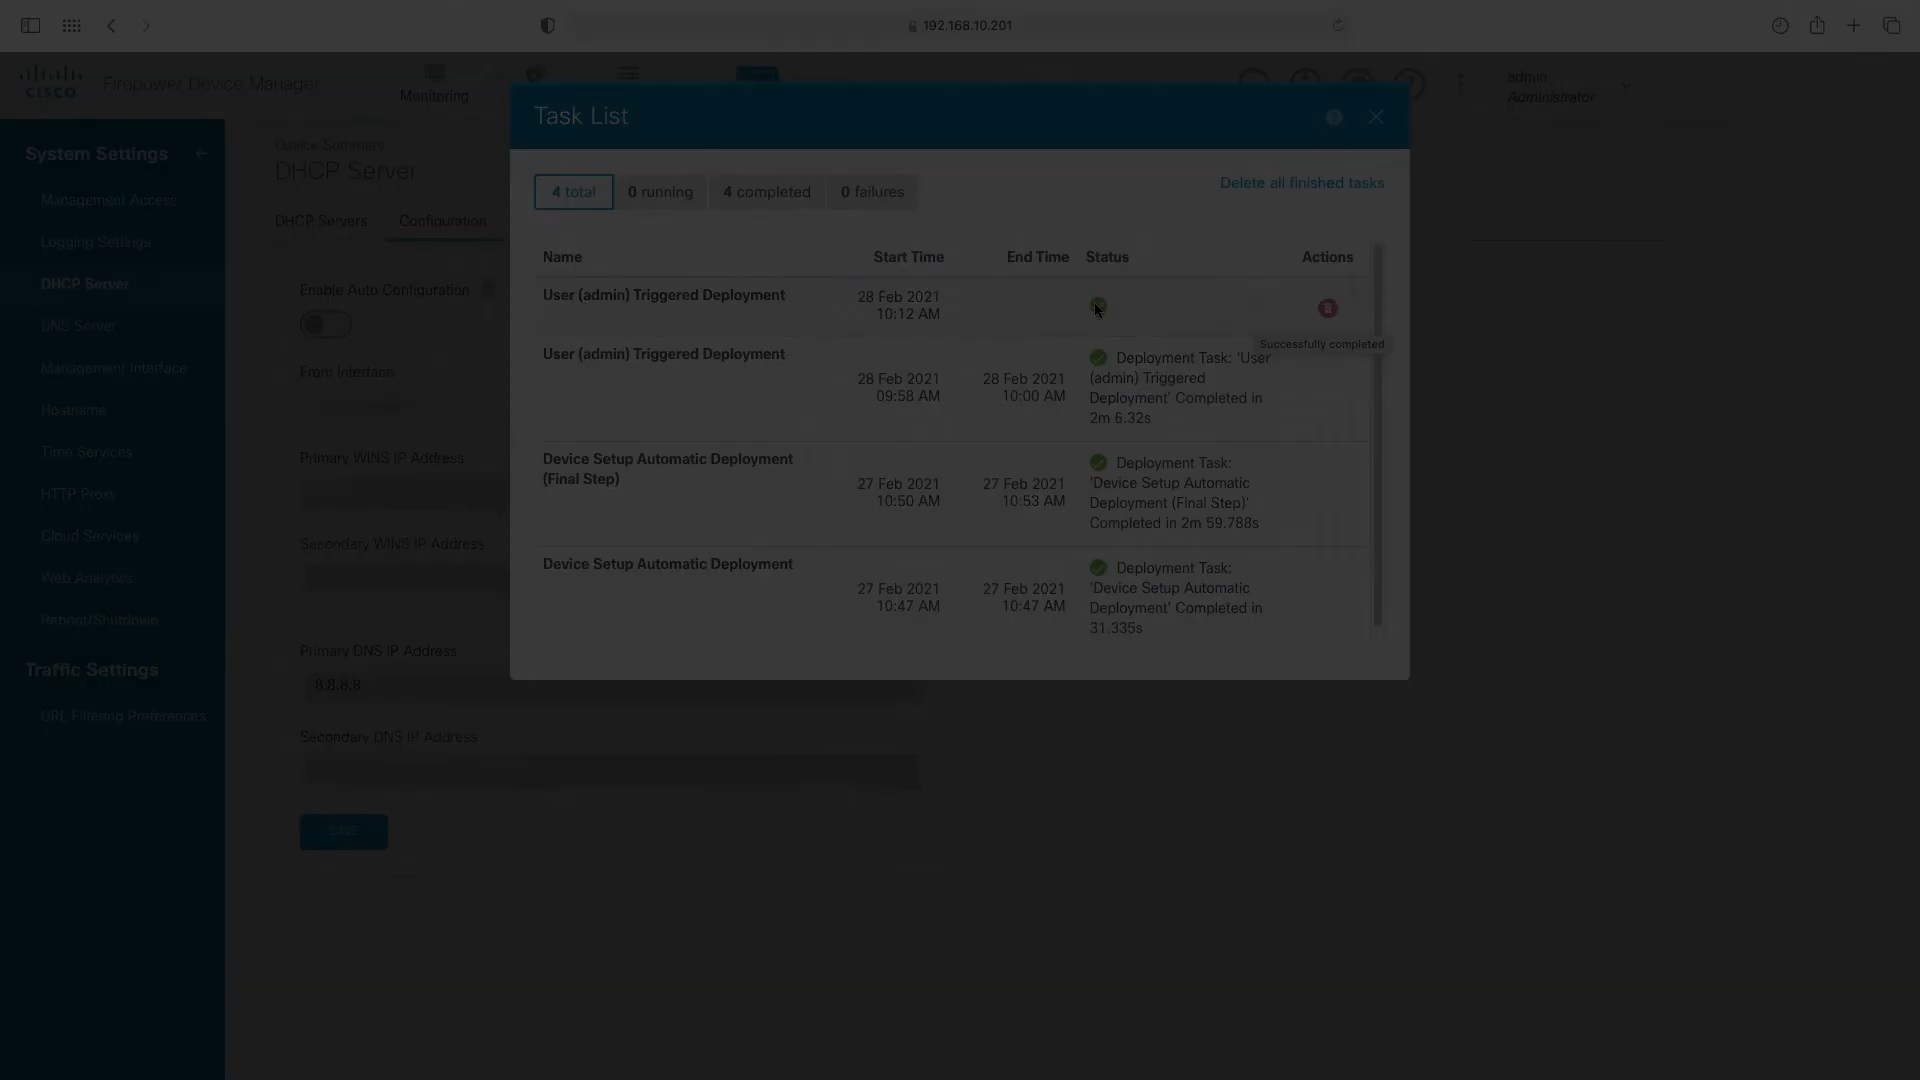 192.168.10.201
CISCO
Firepower Device Manager
Monitoring
admin
Administrator
System Settings
Management Access
Logging Settings
DHCP Server
DNS Server
Management Interface
Hostname
Time Services
HTTP Proxy
Cloud Services
Web Analytics
Reboot/Shutdown
Traffic Settings
URL Filtering Preferences
Device Summary
DHCP Server
DHCP Servers
Configuration
Enable Auto Configuration
From Interface
Primary WINS IP Address
Secondary WINS IP Address
Primary DNS IP Address
8.8.8.8
Secondary DNS IP Address
SAVE
Task List
4 total
0 running
4 completed
0 failures
Delete all finished tasks
Name
Start Time
End Time
Status
Actions
User (admin) Triggered Deployment
28 Feb 2021
10:12 AM
Successfully completed
User (admin) Triggered Deployment
28 Feb 2021
09:58 AM
28 Feb 2021
10:00 AM
Deployment Task: 'User
(admin) Triggered
Deployment' Completed in
2m 6.32s
Device Setup Automatic Deployment
(Final Step)
27 Feb 2021
10:50 AM
27 Feb 2021
10:53 AM
Deployment Task:
'Device Setup Automatic
Deployment (Final Step)'
Completed in 2m 59.788s
Device Setup Automatic Deployment
27 Feb 2021
10:47 AM
27 Feb 2021
10:47 AM
Deployment Task:
'Device Setup Automatic
Deployment' Completed in
31.335s